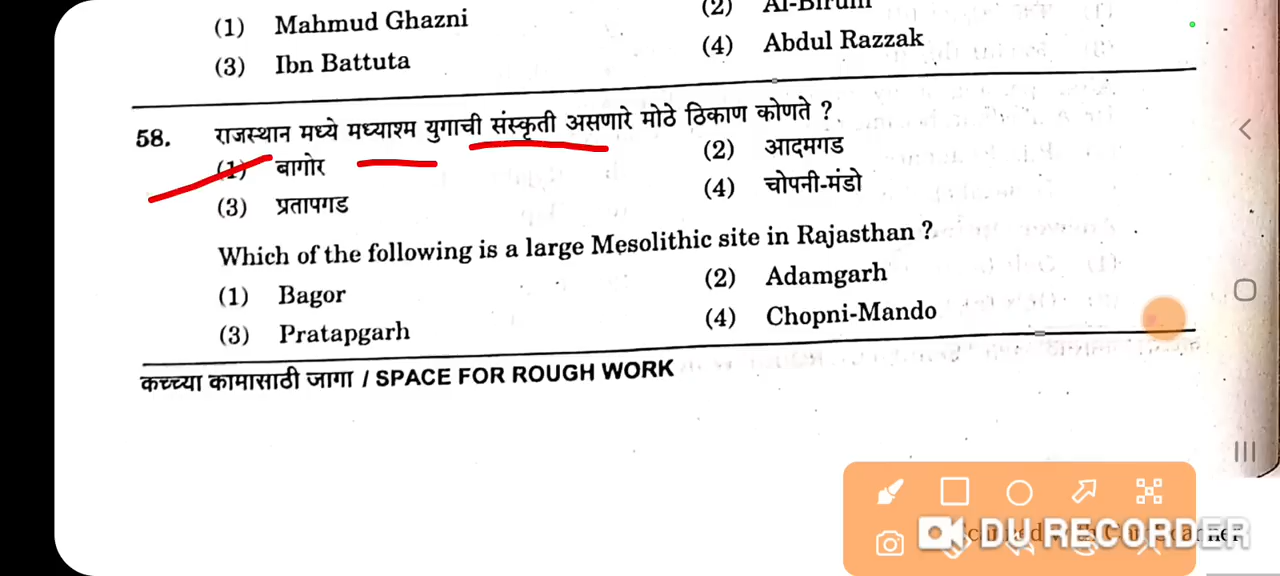 (1) Mahmud Ghazni (2) Al-Biruni
(3) Ibn Battuta (4) Abdul Razzak
58. राजस्थान मध्ये मध्याश्म युगाची संस्कृती असणारे मोठे ठिकाण कोणते ?
(1) बागोर (2) आदमगड
(3) प्रतापगड (4) चोपनी-मंडो
Which of the following is a large Mesolithic site in Rajasthan ?
(1) Bagor (2) Adamgarh
(3) Pratapgarh (4) Chopni-Mando
कच्च्या कामासाठी जागा / SPACE FOR ROUGH WORK
DU RECORDER